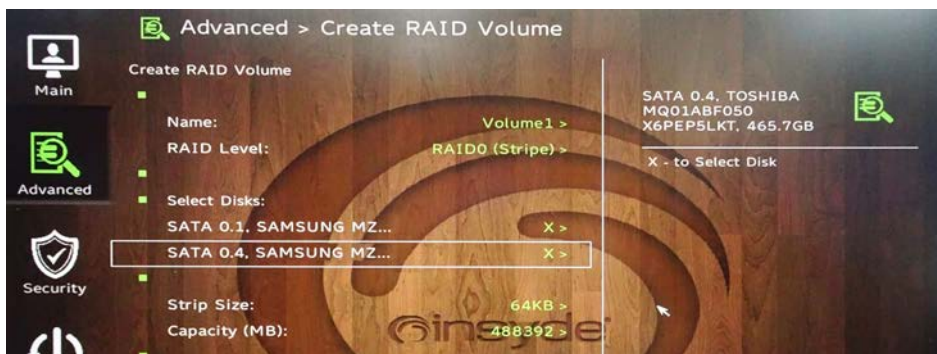 Advanced > Create RAID Volume
Main
Advanced
Security
Create RAID Volume
Name: Volume1 >
RAID Level: RAID0 (Stripe) >
Select Disks:
SATA 0.1, SAMSUNG MZ... X >
SATA 0.4, SAMSUNG MZ... X >
Strip Size: 64KB >
Capacity (MB): 488392 >
SATA 0.4, TOSHIBA
MQ01ABF050
X6PEP5LKT, 465.7GB
X - to Select Disk
insyde